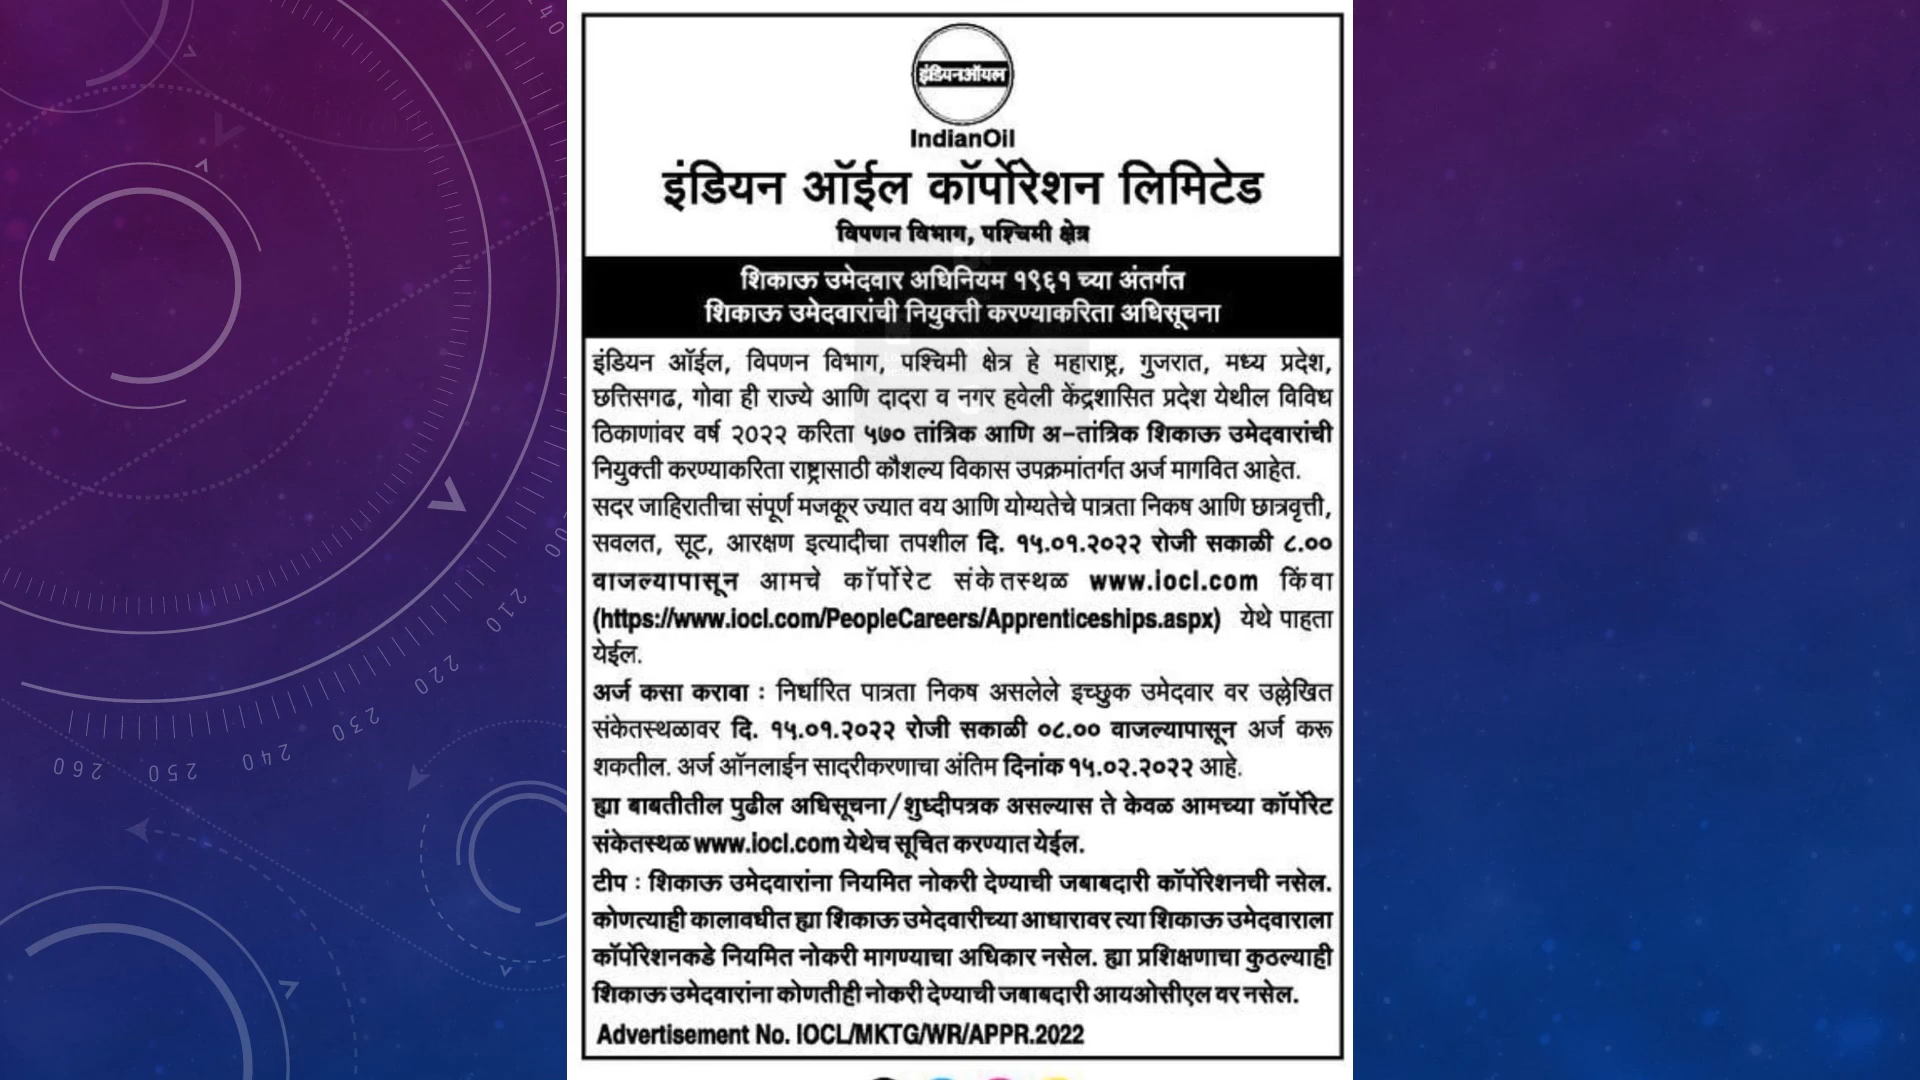 इंडियनऑयल
IndianOil
इंडियन ऑईल कॉर्पोरेशन लिमिटेड
विपणन विभाग, पश्चिमी क्षेत्र
शिकाऊ उमेदवार अधिनियम १९६१ च्या अंतर्गत
शिकाऊ उमेदवारांची नियुक्ती करण्याकरिता अधिसूचना
इंडियन ऑईल, विपणन विभाग, पश्चिमी क्षेत्र हे महाराष्ट्र, गुजरात, मध्य प्रदेश,
छत्तिसगढ, गोवा ही राज्ये आणि दादरा व नगर हवेली केंद्रशासित प्रदेश येथील विविध
ठिकाणांवर वर्ष २०२२ करिता ५७० तांत्रिक आणि अ-तांत्रिक शिकाऊ उमेदवारांची
नियुक्ती करण्याकरिता राष्ट्रासाठी कौशल्य विकास उपक्रमांतर्गत अर्ज मागवित आहेत.
सदर जाहिरातीचा संपूर्ण मजकूर ज्यात वय आणि योग्यतेचे पात्रता निकष आणि छात्रवृत्ती,
सवलत, सूट, आरक्षण इत्यादीचा तपशील दि. १५.०१.२०२२ रोजी सकाळी ८.००
वाजल्यापासून आमचे कॉर्पोरेट संकेतस्थळ www.iocl.com किंवा
(https://www.iocl.com/PeopleCareers/Apprenticeships.aspx) येथे पाहता
येईल.
अर्ज कसा करावा : निर्धारित पात्रता निकष असलेले इच्छुक उमेदवार वर उल्लेखित
संकेतस्थळावर दि. १५.०१.२०२२ रोजी सकाळी ०८.०० वाजल्यापासून अर्ज करू
शकतील. अर्ज ऑनलाईन सादरीकरणाचा अंतिम दिनांक १५.०२.२०२२ आहे.
ह्या बाबतीतील पुढील अधिसूचना/शुध्दीपत्रक असल्यास ते केवळ आमच्या कॉर्पोरेट
संकेतस्थळ www.iocl.com येथेच सूचित करण्यात येईल.
टीप : शिकाऊ उमेदवारांना नियमित नोकरी देण्याची जबाबदारी कॉर्पोरेशनची नसेल.
कोणत्याही कालावधीत ह्या शिकाऊ उमेदवारीच्या आधारावर त्या शिकाऊ उमेदवाराला
कॉर्पोरेशनकडे नियमित नोकरी मागण्याचा अधिकार नसेल. ह्या प्रशिक्षणाचा कुठल्याही
शिकाऊ उमेदवारांना कोणतीही नोकरी देण्याची जबाबदारी आयओसीएल वर नसेल.
Advertisement No. IOCL/MKTG/WR/APPR.2022
210
220
230
240
250
260